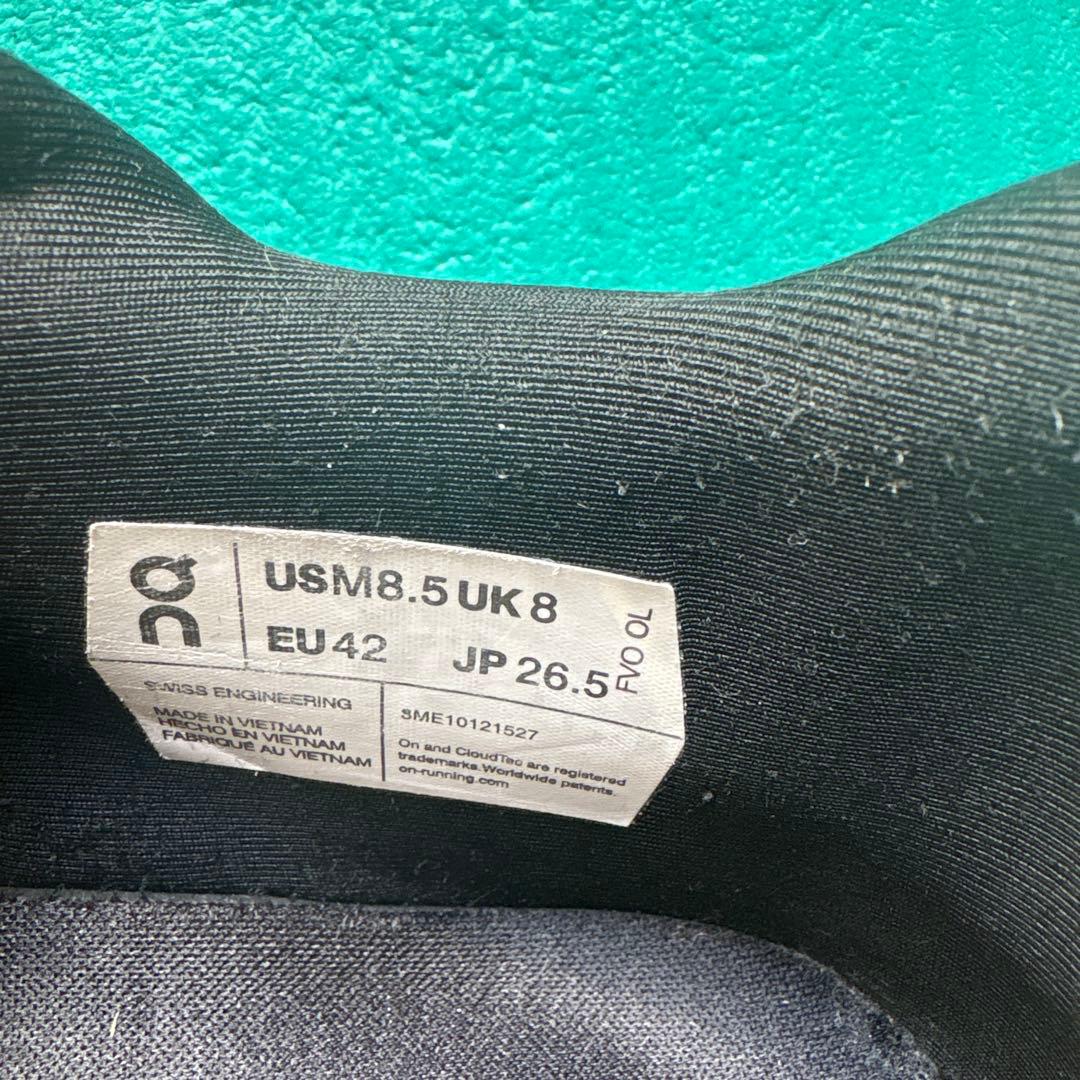 On
USM8.5 UK 8
EU 42 JP 26.5
FVO OL
SWISS ENGINEERING
MADE IN VIETNAM
HECHO EN VIETNAM
FABRIQUÉ AU VIETNAM
3ME10121527
On and CloudTec are registered
trademarks. Worldwide patents.
on-running.com